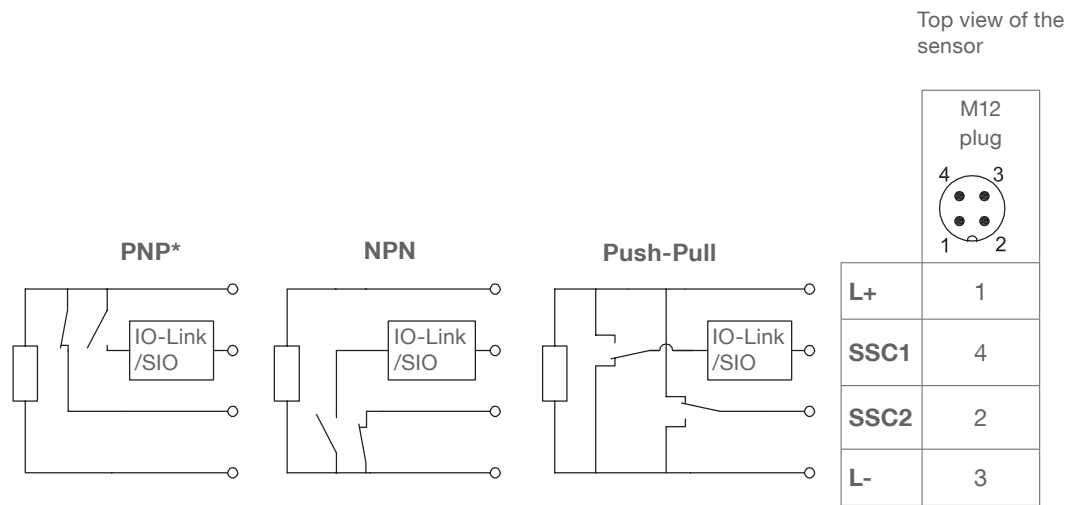 Top view of the
sensor
M12
plug
4 3
1 2
PNP* NPN Push-Pull
IO-Link
/SIO
IO-Link
/SIO
IO-Link
/SIO
L+ 1
SSC1 4
SSC2 2
L- 3